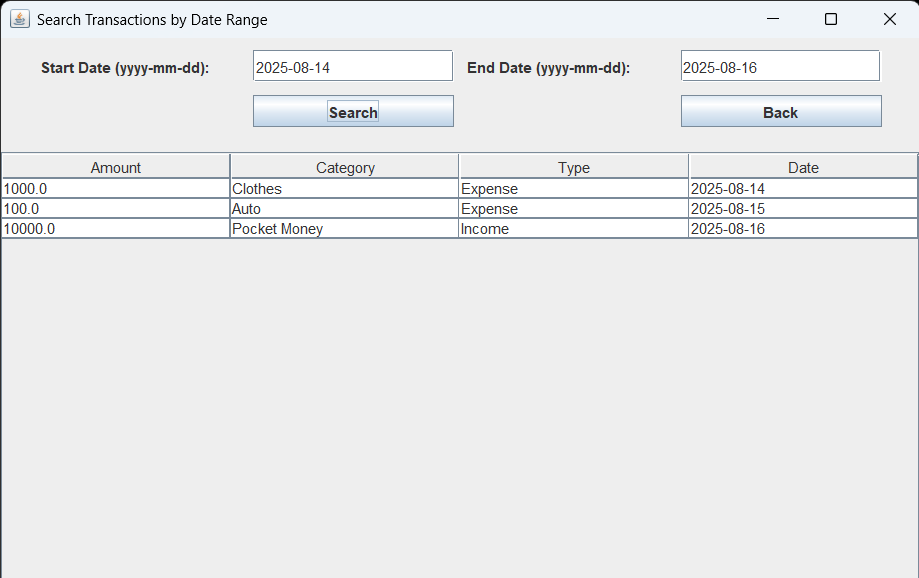 Search Transactions by Date Range
Start Date (yyyy-mm-dd): 2025-08-14 End Date (yyyy-mm-dd): 2025-08-16
Search Back
Amount Category Type Date
1000.0 Clothes Expense 2025-08-14
100.0 Auto Expense 2025-08-15
10000.0 Pocket Money Income 2025-08-16